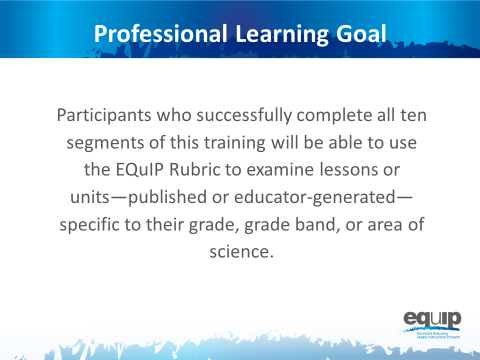 Professional Learning Goal
Participants who successfully complete all ten
segments of this training will be able to use
the EQuIP Rubric to examine lessons or
units—published or educator-generated—
specific to their grade, grade band, or area of
science.
equip
Educators Evaluating
Quality Instructional Products